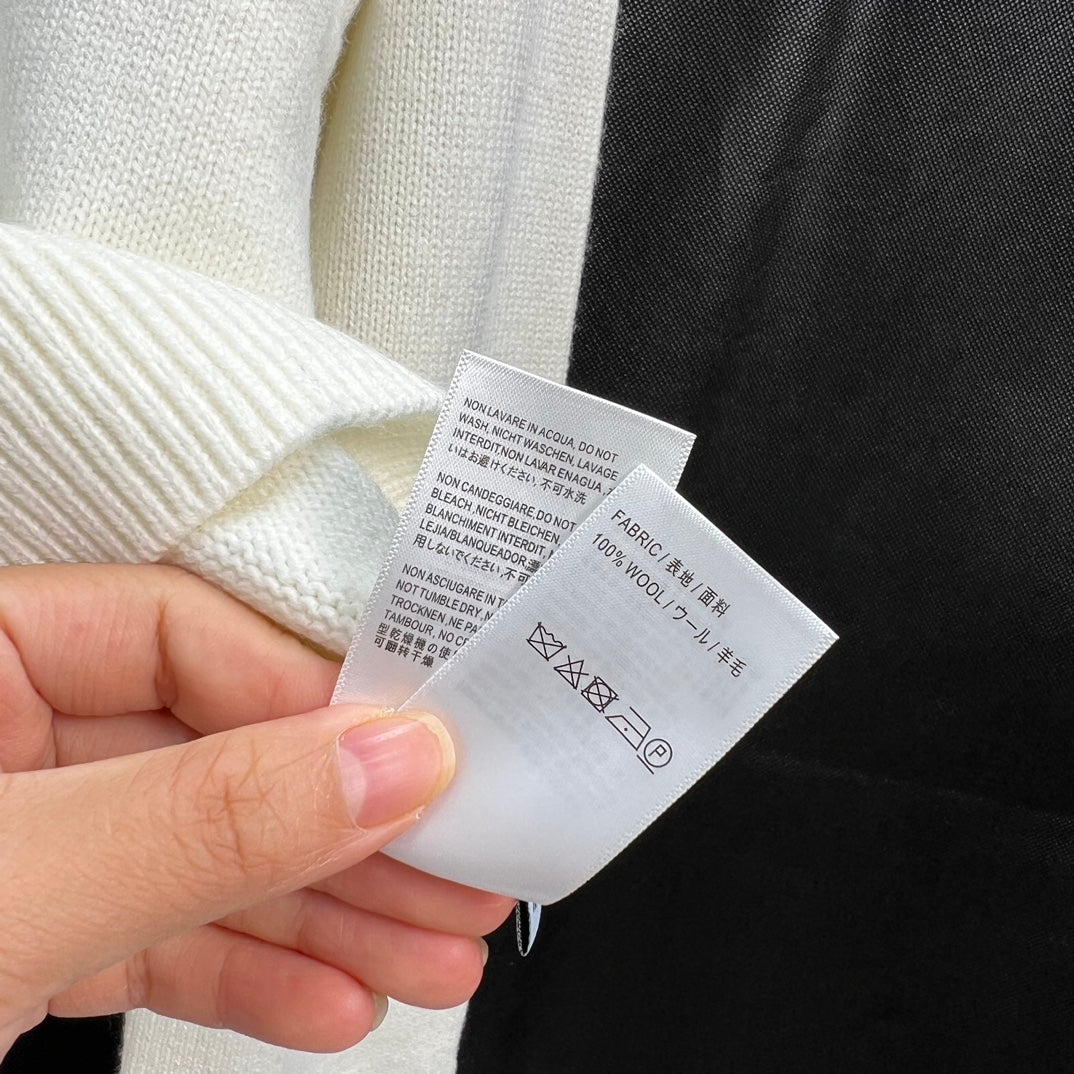 NON LAVARE IN ACQUA, DO NOT
WASH, NICHT WASCHEN, LAVAGE
INTERDIT,NON LAVAR ENAGUA,
いはお避けください, 不可水洗
NON CANDEGGIARE, DO NOT
BLEACH, NICHT BLEICHEN,
BLANCHIMENT INTERDIT,
LEJIA/BLANQUEADOR,漂
用しないでください,不可
NON ASCIUGARE IN
NOT TUMBLE DRY,
TROCKNEN, NE
TAMBOUR, NO
型乾燥機の使
可翻转干燥
FABRIC / 表地 / 面料
100% WOOL / ウール / 羊毛
P